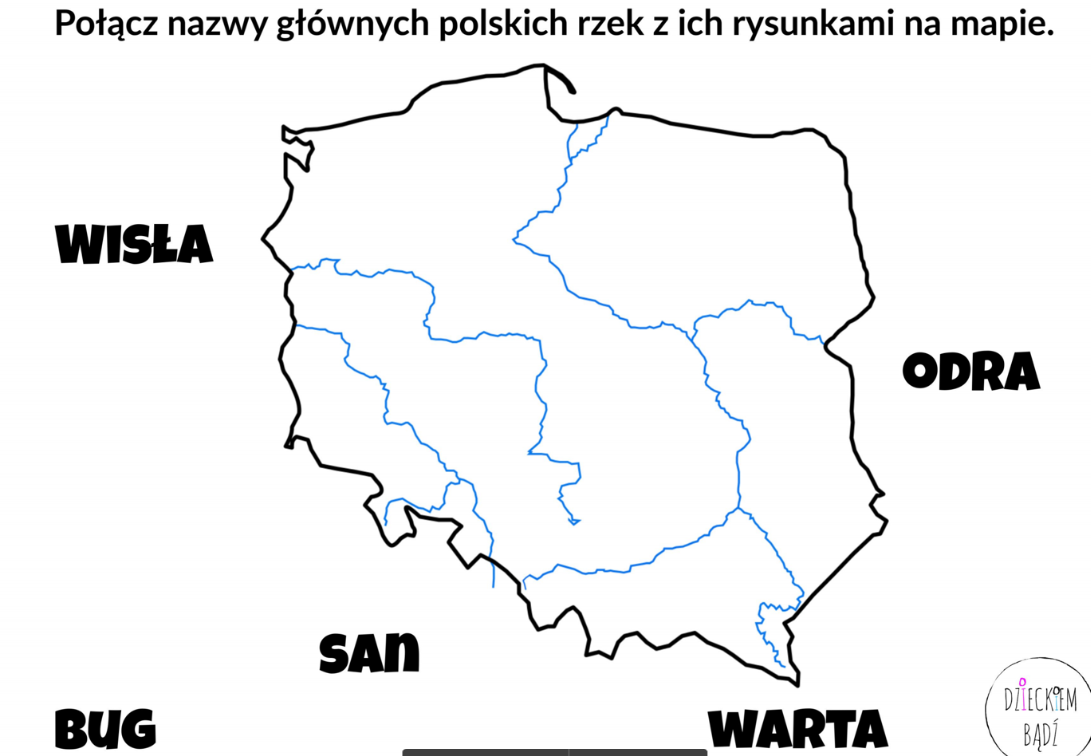 Połącz nazwy głównych polskich rzek z ich rysunkami na mapie.
WISŁA
ODRA
SAN
BUG
WARTA
DZIECKIEM
BĄDŹ